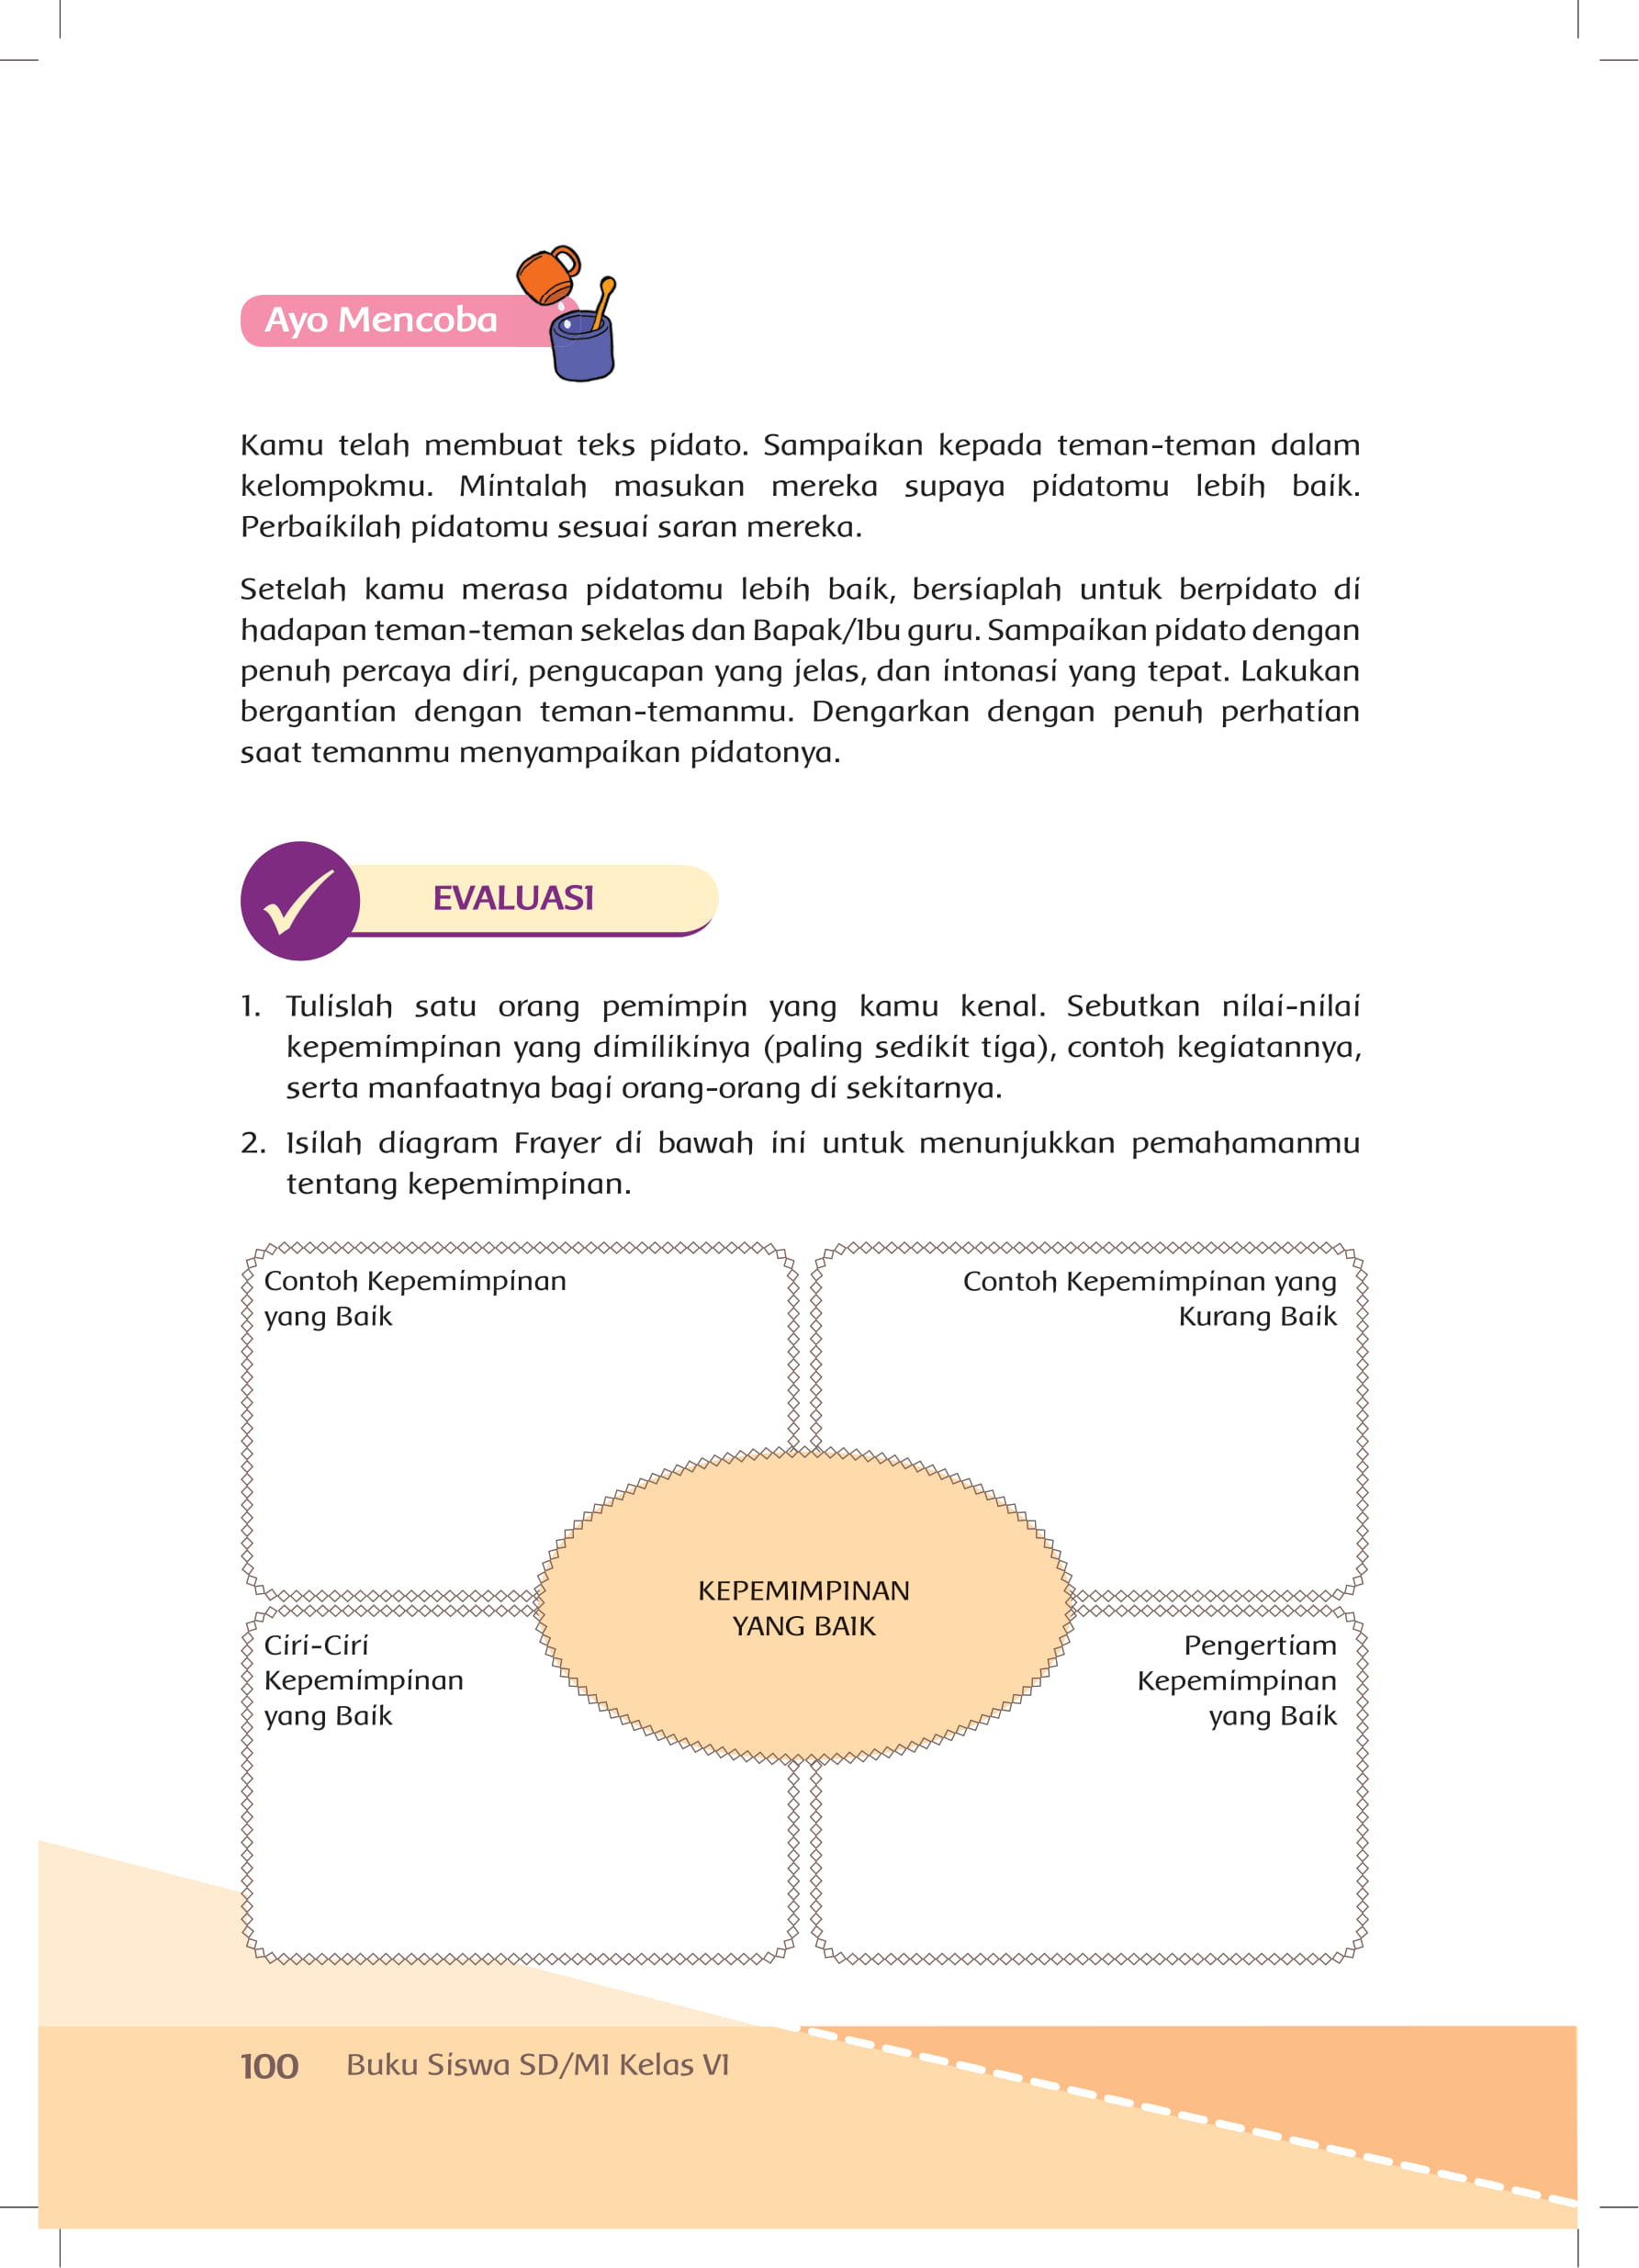 Ayo Mencoba
Kamu telah membuat teks pidato. Sampaikan kepada teman-teman dalam
kelompokmu. Mintalah masukan mereka supaya pidatomu lebih baik.
Perbaikilah pidatomu sesuai saran mereka.
Setelah kamu merasa pidatomu lebih baik, bersiaplah untuk berpidato di
hadapan teman-teman sekelas dan Bapak/Ibu guru. Sampaikan pidato dengan
penuh percaya diri, pengucapan yang jelas, dan intonasi yang tepat. Lakukan
bergantian dengan teman-temanmu. Dengarkan dengan penuh perhatian
saat temanmu menyampaikan pidatonya.
EVALUASI
1. Tulislah satu orang pemimpin yang kamu kenal. Sebutkan nilai-nilai
kepemimpinan yang dimilikinya (paling sedikit tiga), contoh kegiatannya,
serta manfaatnya bagi orang-orang di sekitarnya.
2. Isilah diagram Frayer di bawah ini untuk menunjukkan pemahamanmu
tentang kepemimpinan.
Contoh Kepemimpinan
yang Baik
Contoh Kepemimpinan yang
Kurang Baik
KEPEMIMPINAN
YANG BAIK
Ciri-Ciri
Kepemimpinan
yang Baik
Pengertiam
Kepemimpinan
yang Baik
100 Buku Siswa SD/MI Kelas VI